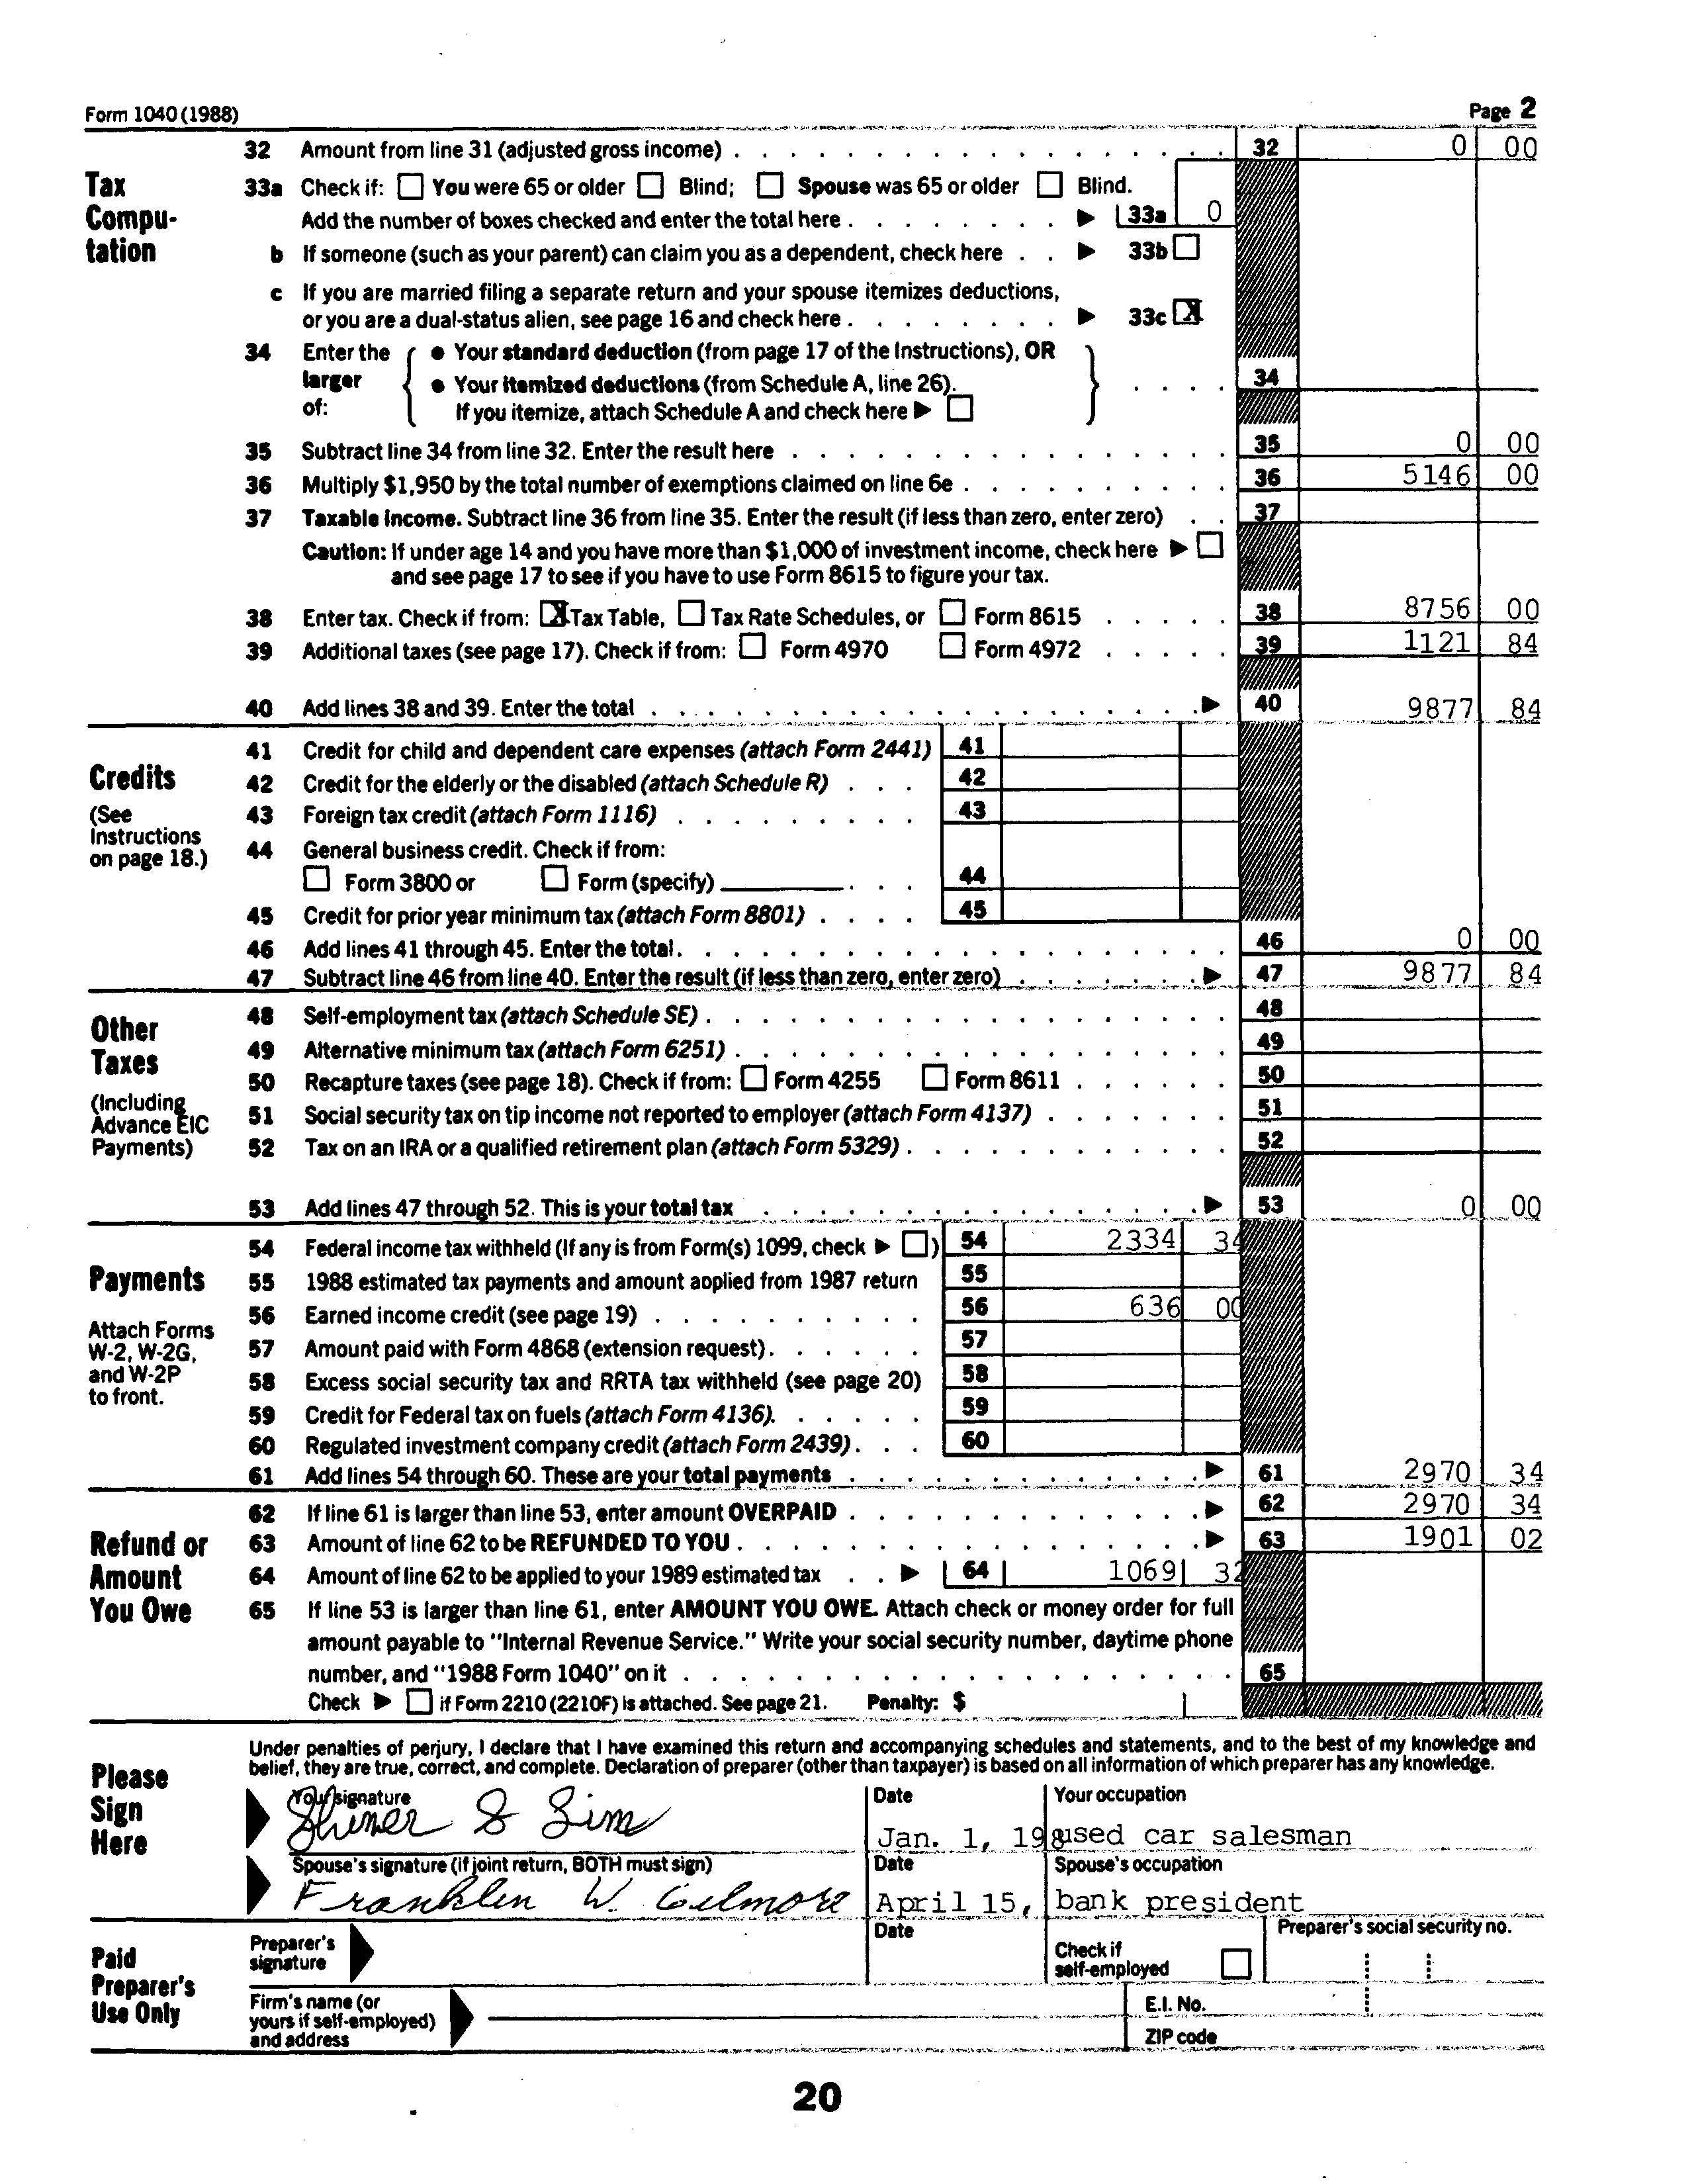 Form 1040 (1988) Page 2
Tax Computation
32 Amount from line 31 (adjusted gross income) . . . 32 0 00
33a Check if: ☐ You were 65 or older ☐ Blind; ☐ Spouse was 65 or older ☐ Blind.
Add the number of boxes checked and enter the total here . . . ▶ 33a 0
b If someone (such as your parent) can claim you as a dependent, check here . . ▶ 33b ☐
c If you are married filing a separate return and your spouse itemizes deductions,
or you are a dual-status alien, see page 16 and check here . . . ▶ 33c ☒
34 Enter the larger of: { ● Your standard deduction (from page 17 of the Instructions), OR
● Your itemized deductions (from Schedule A, line 26).
If you itemize, attach Schedule A and check here ▶ ☐ } . . . . 34
35 Subtract line 34 from line 32. Enter the result here . . . 35 0 00
36 Multiply $1,950 by the total number of exemptions claimed on line 6e . . . 36 5146 00
37 Taxable income. Subtract line 36 from line 35. Enter the result (if less than zero, enter zero) . . 37
Caution: If under age 14 and you have more than $1,000 of investment income, check here ▶ ☐
and see page 17 to see if you have to use Form 8615 to figure your tax.
38 Enter tax. Check if from: ☒ Tax Table, ☐ Tax Rate Schedules, or ☐ Form 8615 . . . 38 8756 00
39 Additional taxes (see page 17). Check if from: ☐ Form 4970 ☐ Form 4972 . . . 39 1121 84
40 Add lines 38 and 39. Enter the total . . . ▶ 40 9877 84
Credits
(See Instructions on page 18.)
41 Credit for child and dependent care expenses (attach Form 2441) 41
42 Credit for the elderly or the disabled (attach Schedule R) . . . 42
43 Foreign tax credit (attach Form 1116) . . . 43
44 General business credit. Check if from:
☐ Form 3800 or ☐ Form (specify) . . . 44
45 Credit for prior year minimum tax (attach Form 8801) . . . . 45
46 Add lines 41 through 45. Enter the total . . . 46 0 00
47 Subtract line 46 from line 40. Enter the result (if less than zero, enter zero) . . . ▶ 47 9877 84
Other Taxes
(Including Advance EIC Payments)
48 Self-employment tax (attach Schedule SE) . . . 48
49 Alternative minimum tax (attach Form 6251) . . . 49
50 Recapture taxes (see page 18). Check if from: ☐ Form 4255 ☐ Form 8611 . . . 50
51 Social security tax on tip income not reported to employer (attach Form 4137) . . . 51
52 Tax on an IRA or a qualified retirement plan (attach Form 5329) . . . 52
53 Add lines 47 through 52. This is your total tax . . . ▶ 53 0 00
Payments
Attach Forms W-2, W-2G, and W-2P to front.
54 Federal income tax withheld (If any is from Form(s) 1099, check ▶ ☐) 54 2334 34
55 1988 estimated tax payments and amount applied from 1987 return 55
56 Earned income credit (see page 19) . . . 56 636 00
57 Amount paid with Form 4868 (extension request) . . . 57
58 Excess social security tax and RRTA tax withheld (see page 20) 58
59 Credit for Federal tax on fuels (attach Form 4136) . . . 59
60 Regulated investment company credit (attach Form 2439) . . . 60
61 Add lines 54 through 60. These are your total payments . . . ▶ 61 2970 34
Refund or Amount You Owe
62 If line 61 is larger than line 53, enter amount OVERPAID . . . ▶ 62 2970 34
63 Amount of line 62 to be REFUNDED TO YOU . . . ▶ 63 1901 02
64 Amount of line 62 to be applied to your 1989 estimated tax . . ▶ 64 1069 32
65 If line 53 is larger than line 61, enter AMOUNT YOU OWE. Attach check or money order for full
amount payable to "Internal Revenue Service." Write your social security number, daytime phone
number, and "1988 Form 1040" on it . . . 65
Check ▶ ☐ if Form 2210 (2210F) is attached. See page 21. Penalty: $
Please Sign Here
Under penalties of perjury, I declare that I have examined this return and accompanying schedules and statements, and to the best of my knowledge and
belief, they are true, correct, and complete. Declaration of preparer (other than taxpayer) is based on all information of which preparer has any knowledge.
Your signature Date Your occupation
Jan. 1, 198 used car salesman
Spouse's signature (if joint return, BOTH must sign) Date Spouse's occupation
Franklin W. Gilmore April 15, bank president
Paid Preparer's Use Only
Preparer's signature Date Check if self-employed ☐ Preparer's social security no.
Firm's name (or yours if self-employed) and address E.I. No.
ZIP code
20